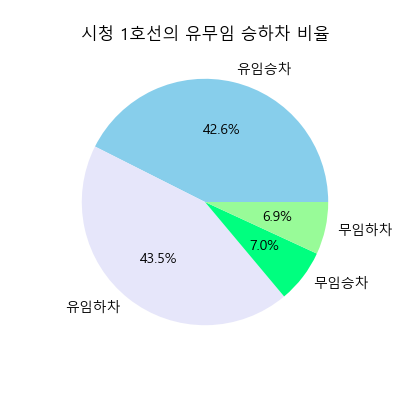 시청 1호선의 유무임 승하차 비율
유임승차
42.6%
6.9%
무임하차
7.0%
43.5%
무임승차
유임하차